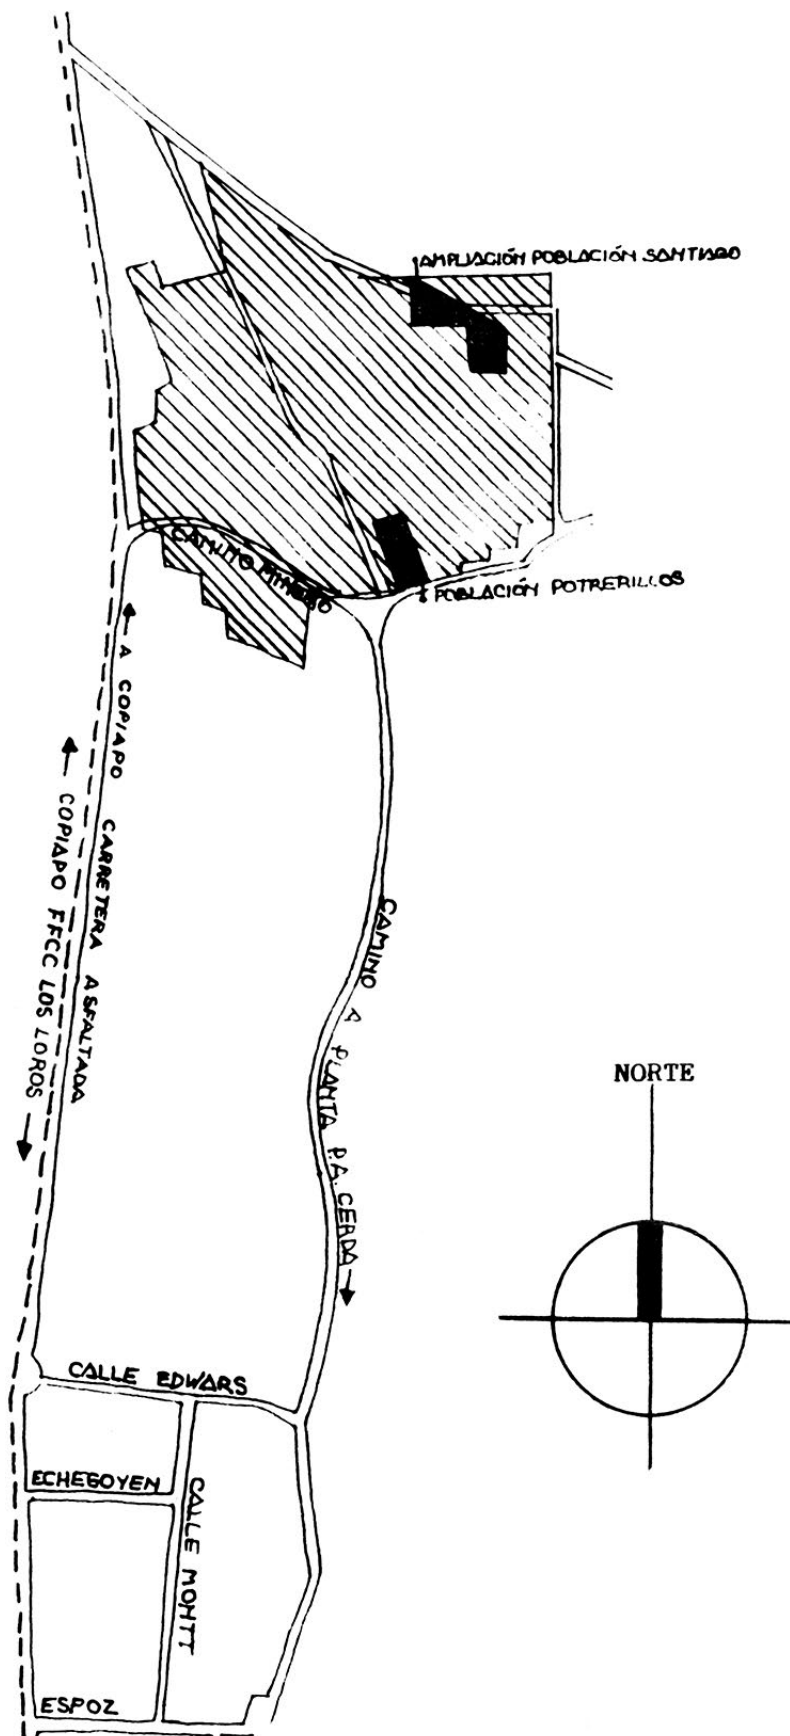 AMPLIACIÓN POBLACIÓN SANTIAGO
CAMINO MINERO
POBLACIÓN POTRERILLOS
A COPIAPO
CARRETERA ASFALTADA
COPIAPO FFCC LOS LOROS
CAMINO A PLANTA P.A. CERDA
NORTE
CALLE EDWARS
ECHEGOYEN
CALLE MONTT
ESPOZ